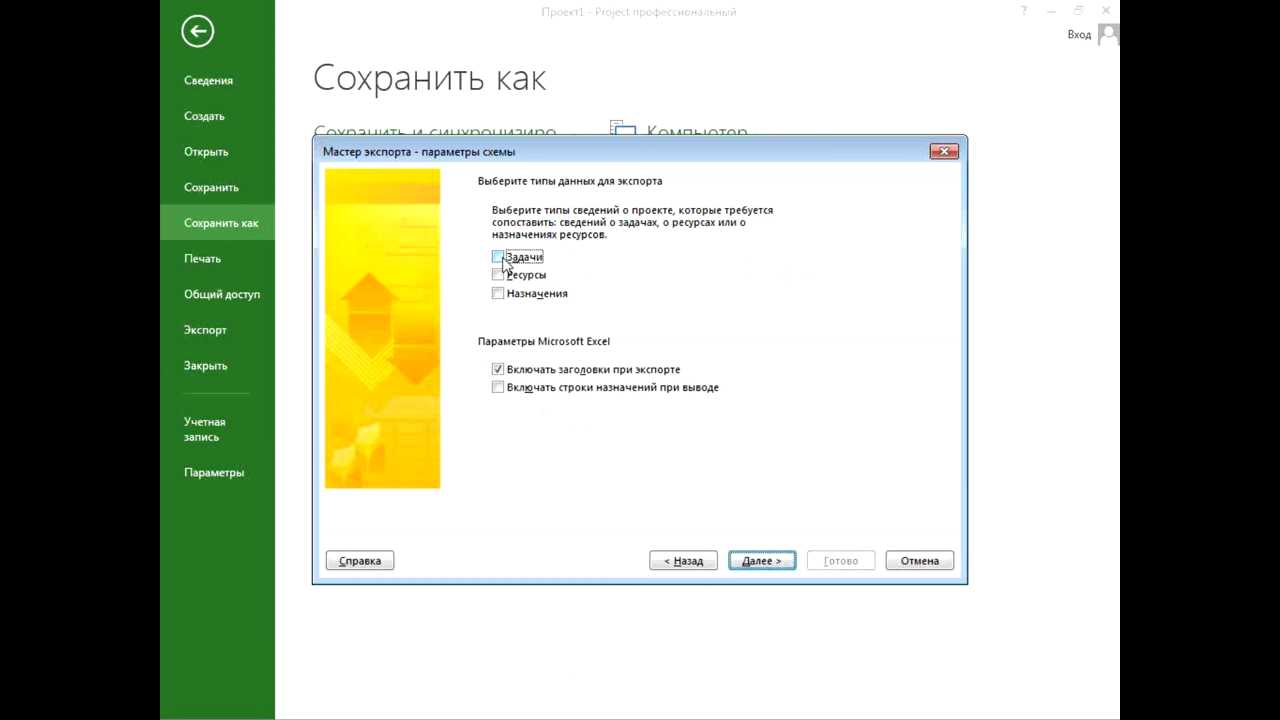 Проект1 - Project профессиональный
?
Вход
Сведения
Создать
Открыть
Сохранить
Сохранить как
Печать
Общий доступ
Экспорт
Закрыть
Учетная
запись
Параметры
Сохранить как
Сохранить и синхронизиро
Компьютер
Мастер экспорта - параметры схемы
Выберите типы данных для экспорта
Выберите типы сведений о проекте, которые требуется
сопоставить: сведений о задачах, о ресурсах или о
назначениях ресурсов.
Задачи
Ресурсы
Назначения
Параметры Microsoft Excel
Включать заголовки при экспорте
Включать строки назначений при выводе
Справка
< Назад
Далее >
Готово
Отмена